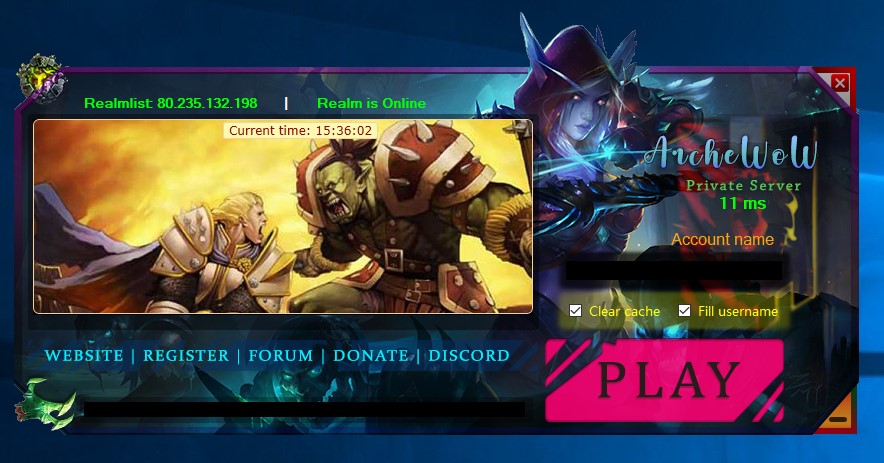 Realmlist: 80.235.132.198 | Realm is Online
Current time: 15:36:02
ArcheWoW
Private Server
11 ms
Account name
Clear cache Fill username
WEBSITE | REGISTER | FORUM | DONATE | DISCORD
PLAY